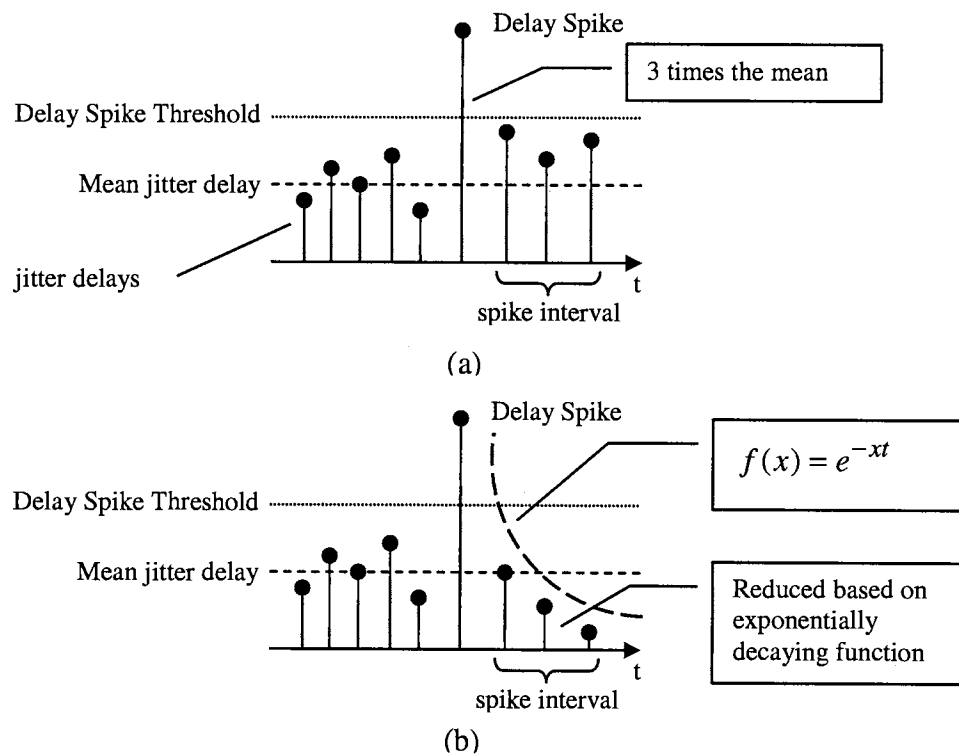 Delay Spike
3 times the mean
Delay Spike Threshold
Mean jitter delay
jitter delays
t
spike interval
(a)
Delay Spike
f(x) = e^{-xt}
Delay Spike Threshold
Mean jitter delay
Reduced based on
exponentially
decaying function
t
spike interval
(b)